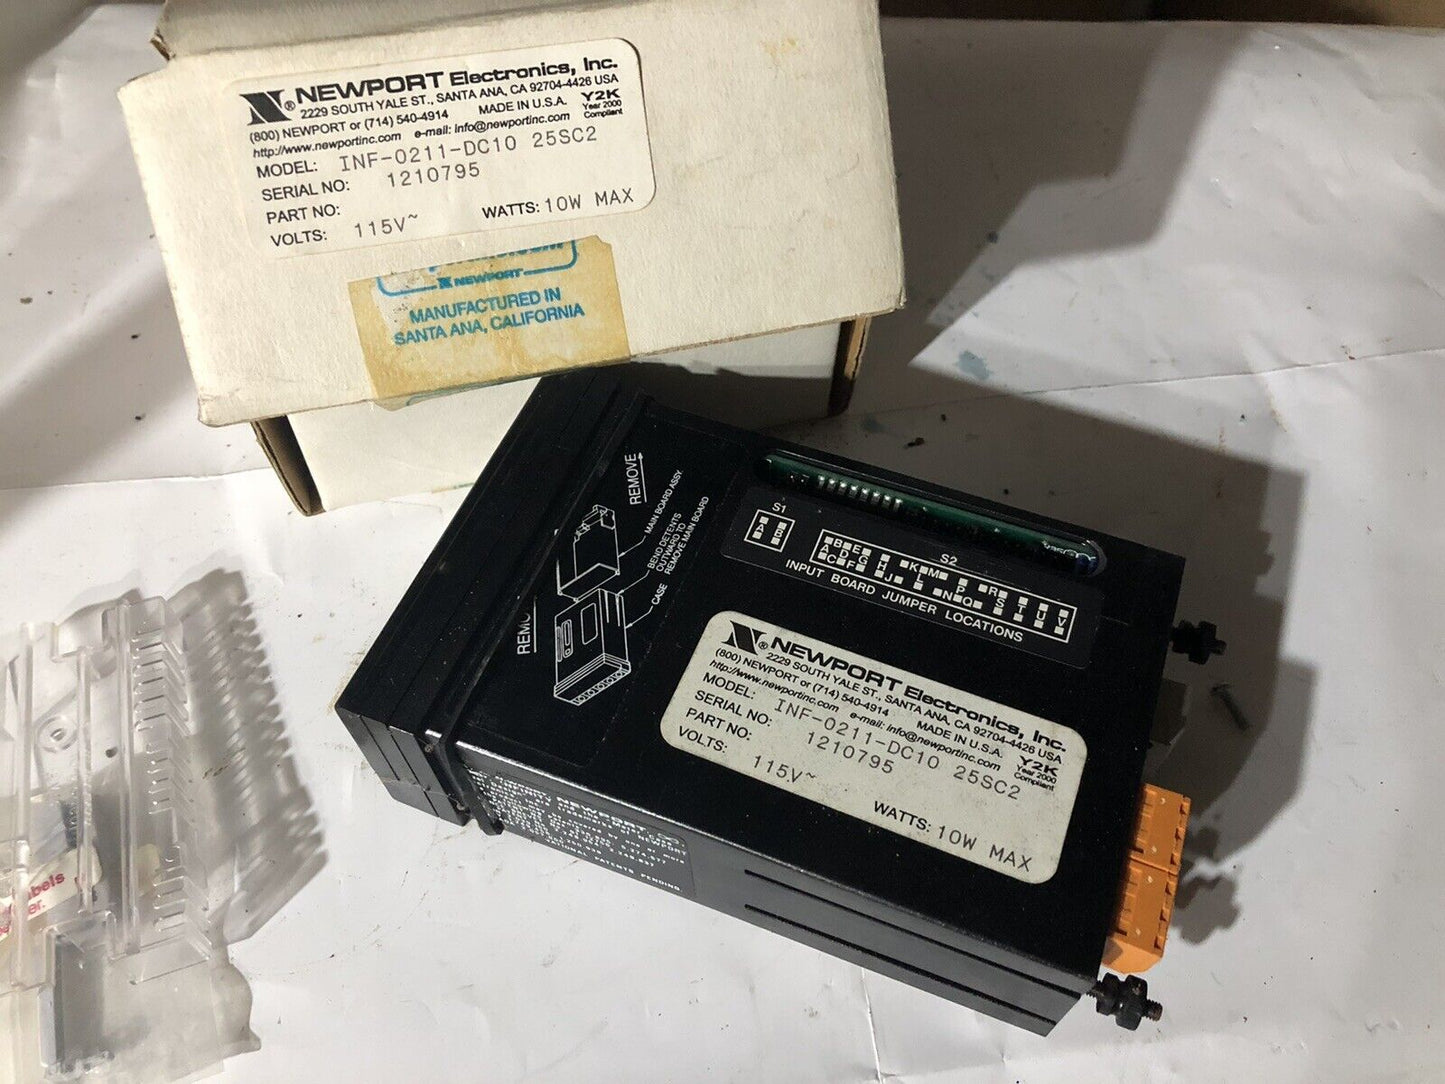 NEWPORT Electronics, Inc.
2229 SOUTH YALE ST., SANTA ANA, CA 92704-4426 USA
(800) NEWPORT or (714) 540-4914 MADE IN U.S.A. Y2K
Year 2000
Compliant
http://www.newportinc.com e-mail: info@newportinc.com
MODEL: INF-0211-DC10 25SC2
SERIAL NO: 1210795
PART NO:
VOLTS: 115V~ WATTS: 10W MAX
NEWPORT
MANUFACTURED IN
SANTA ANA, CALIFORNIA
REMOVE
MAIN BOARD ASSY.
BEND DETENTS
OUTWARD TO
REMOVE MAIN BOARD
CASE
S1
A B
S2
B E K M R
A D G H L P S T U V
C F J N Q
INPUT BOARD JUMPER LOCATIONS
NEWPORT Electronics, Inc.
2229 SOUTH YALE ST., SANTA ANA, CA 92704-4426 USA
(800) NEWPORT or (714) 540-4914 MADE IN U.S.A. Y2K
Year 2000
Compliant
http://www.newportinc.com e-mail: info@newportinc.com
MODEL: INF-0211-DC10 25SC2
SERIAL NO: 1210795
PART NO:
VOLTS: 115V~
WATTS: 10W MAX
NEWPORT
NEWPORT
PATENTS PENDING.